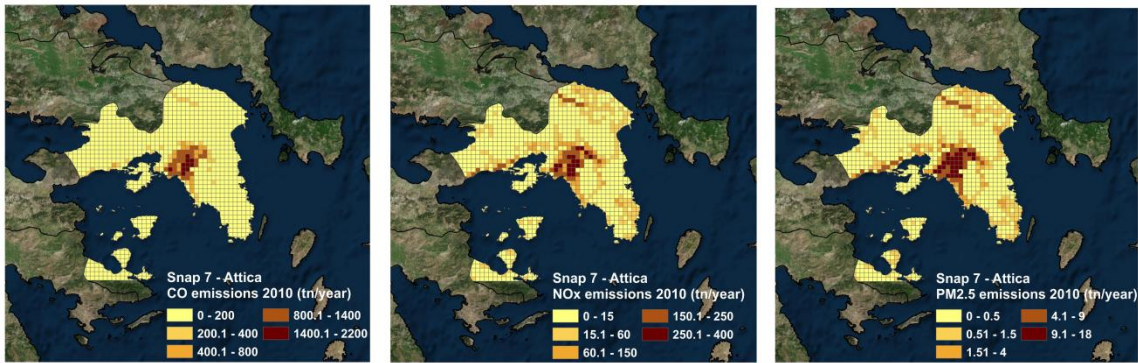 Snap 7 - Attica
CO emissions 2010 (tn/year)
0 - 200
800.1 - 1400
200.1 - 400
1400.1 - 2200
400.1 - 800
Snap 7 - Attica
NOx emissions 2010 (tn/year)
0 - 15
150.1 - 250
15.1 - 60
250.1 - 400
60.1 - 150
Snap 7 - Attica
PM2.5 emissions 2010 (tn/year)
0 - 0.5
4.1 - 9
0.51 - 1.5
9.1 - 18
1.51 - 4